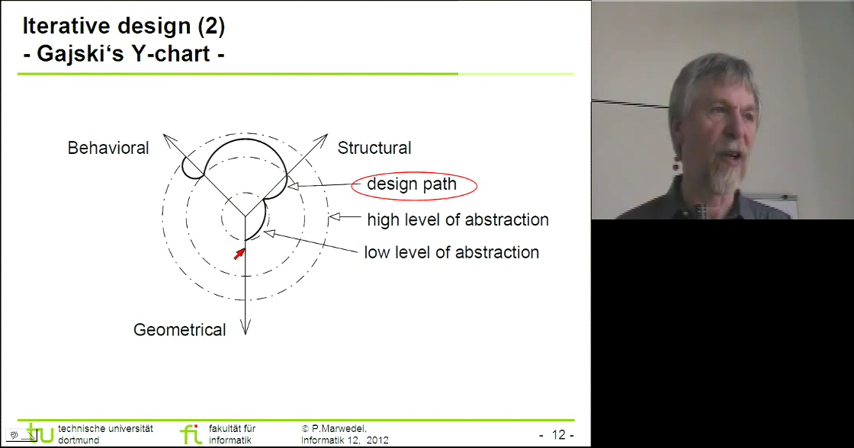 Iterative design (2)
- Gajski‘s Y-chart -
Behavioral
Structural
design path
high level of abstraction
low level of abstraction
Geometrical
technische universität
dortmund
fakultät für
informatik
© P.Marwedel,
Informatik 12, 2012
- 12 -